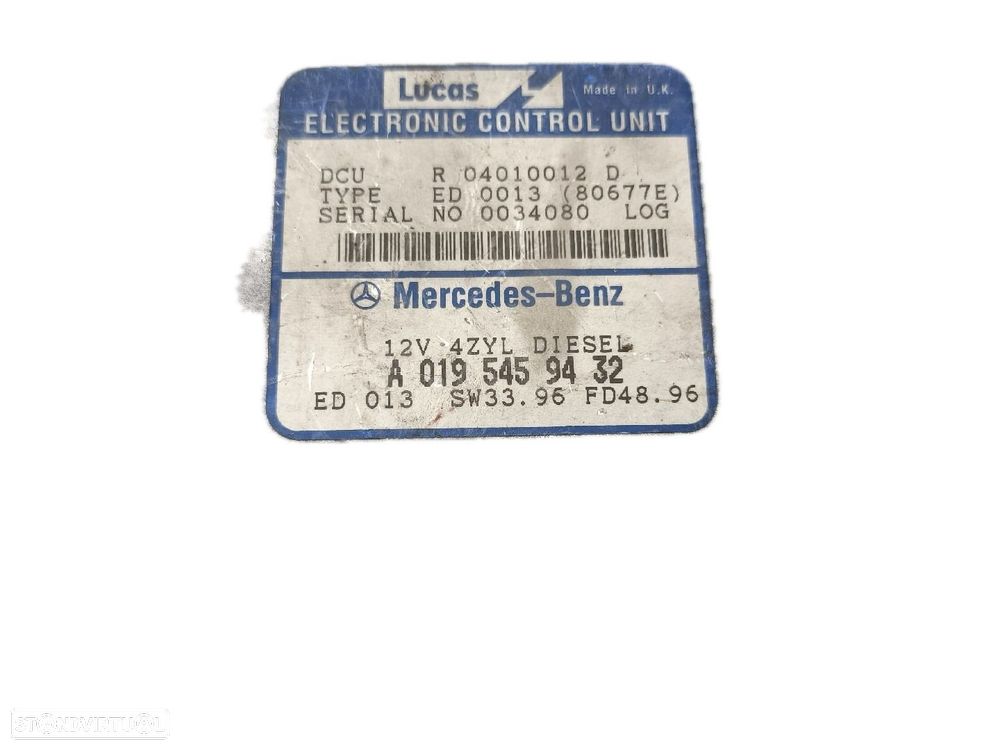 Lucas Made in U.K.
ELECTRONIC CONTROL UNIT
DCU R 04010012 D
TYPE ED 0013 (80677E)
SERIAL NO 0034080 LOG
Mercedes-Benz
12V 4ZYL DIESEL
A 019 545 94 32
ED 013 SW33.96 FD48.96
STANDVIRTUAL